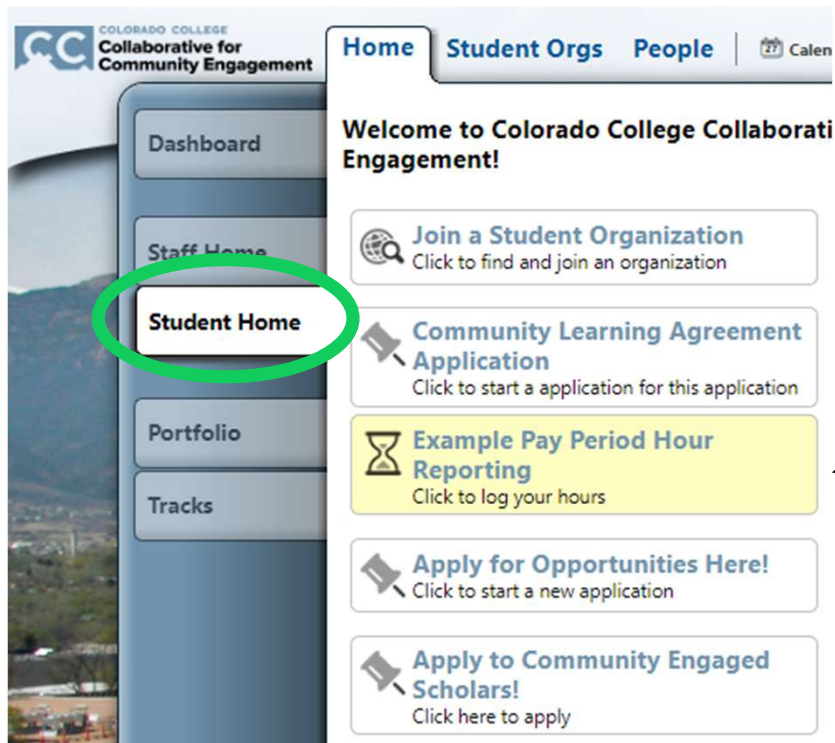 COLORADO COLLEGE
Collaborative for
Community Engagement
Home
Student Orgs
People
27
Calen
Dashboard
Staff Home
Student Home
Portfolio
Tracks
Welcome to Colorado College Collaborati
Engagement!
Join a Student Organization
Click to find and join an organization
Community Learning Agreement
Application
Click to start a application for this application
Example Pay Period Hour
Reporting
Click to log your hours
Apply for Opportunities Here!
Click to start a new application
Apply to Community Engaged
Scholars!
Click here to apply